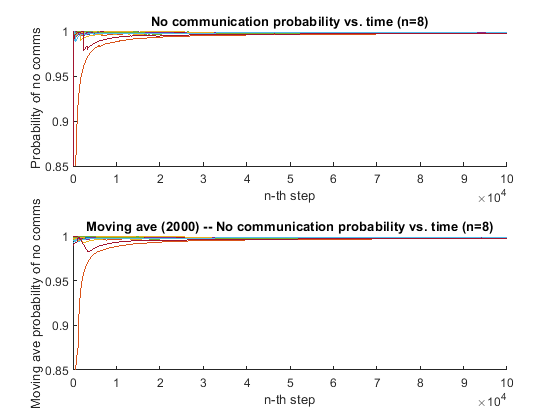 No communication probability vs. time (n=8)
Probability of no comms
1
0.95
0.9
0.85
0 1 2 3 4 5 6 7 8 9 10
n-th step
×10^4
Moving ave (2000) -- No communication probability vs. time (n=8)
Moving ave probability of no comms
1
0.95
0.9
0.85
0 1 2 3 4 5 6 7 8 9 10
n-th step
×10^4